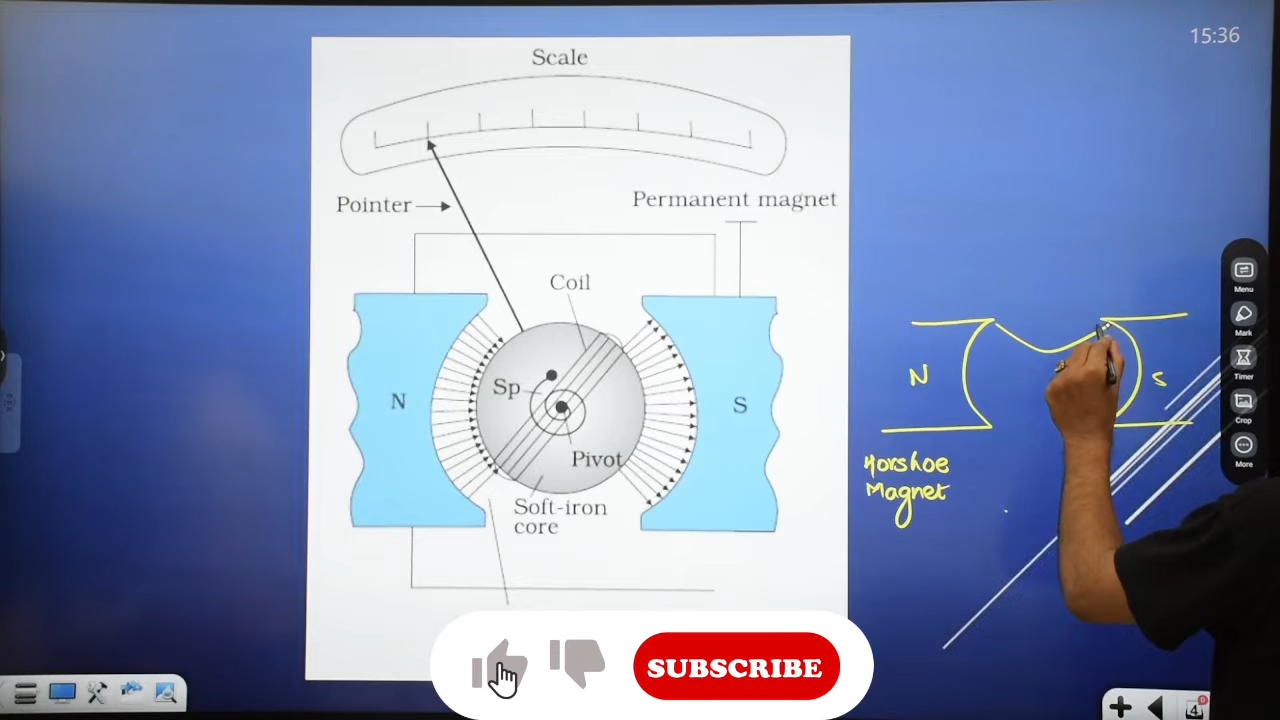 15:36
Scale
Pointer
Permanent magnet
Coil
N
Sp
S
Pivot
Soft-iron
core
N
S
Horshoe
Magnet
Menu
Mark
Timer
Crop
More
4
SUBSCRIBE